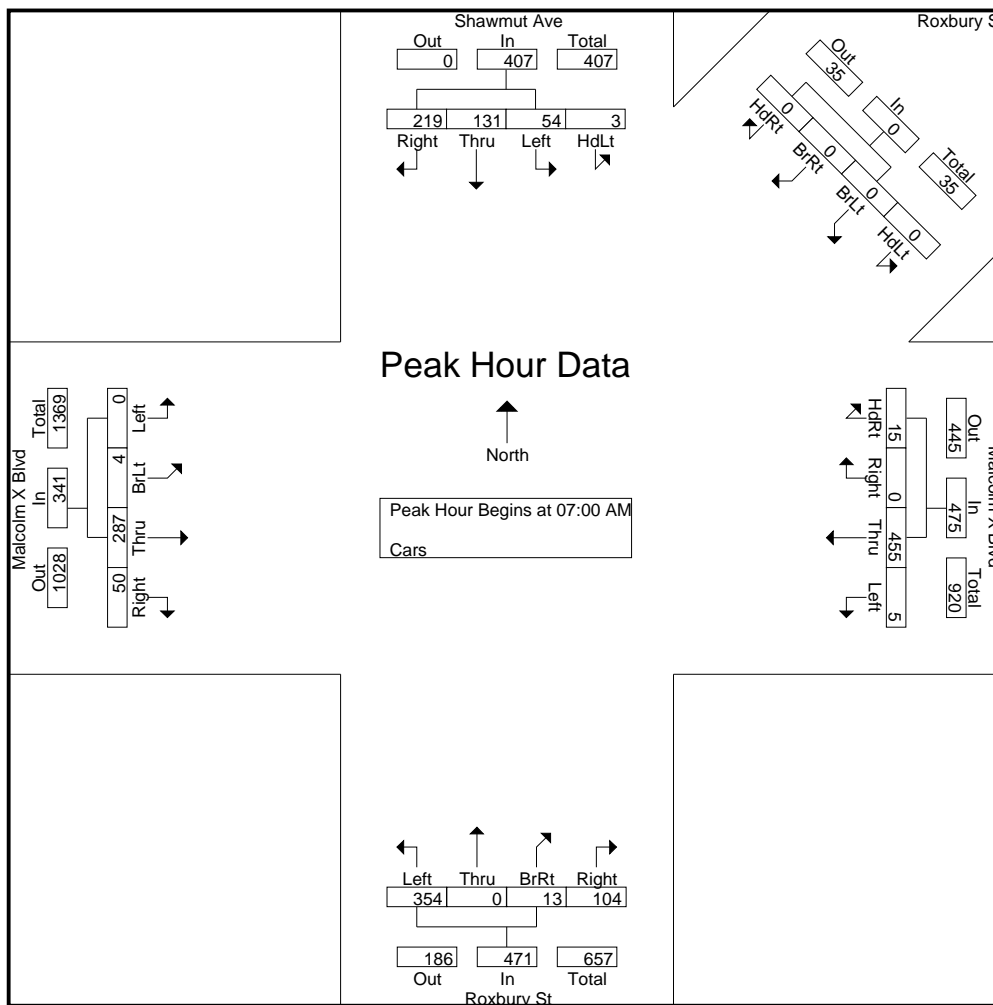 Shawmut Ave
Out In Total
0 407 407
219 131 54 3
Right Thru Left HdLt
Roxbury S
Out In Total
35 0 35
0 0 0 0
HdRt BrRt BrLt HdLt
Peak Hour Data
North
Peak Hour Begins at 07:00 AM
Cars
Malcolm X Blvd
Out In Total
1028 341 1369
0 4 287 50
Left BrLt Thru Right
Malcolm X Blvd
Out In Total
445 475 920
15 0 455 5
HdRt Right Thru Left
Left Thru BrRt Right
354 0 13 104
186 471 657
Out In Total
Roxbury St